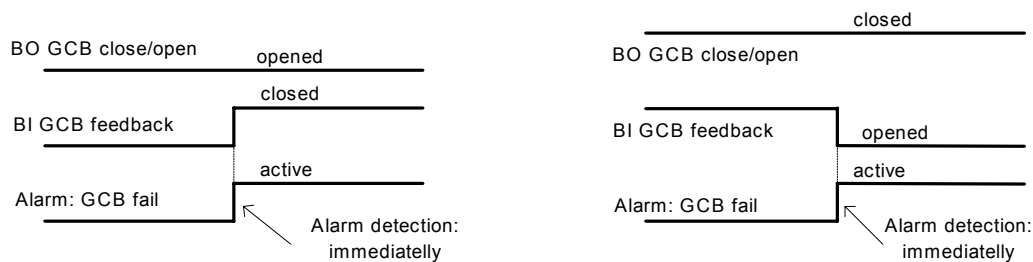 BO GCB close/open
opened
closed
BI GCB feedback
active
Alarm: GCB fail
Alarm detection:
immediatelly
closed
BO GCB close/open
BI GCB feedback
opened
active
Alarm: GCB fail
Alarm detection:
immediatelly